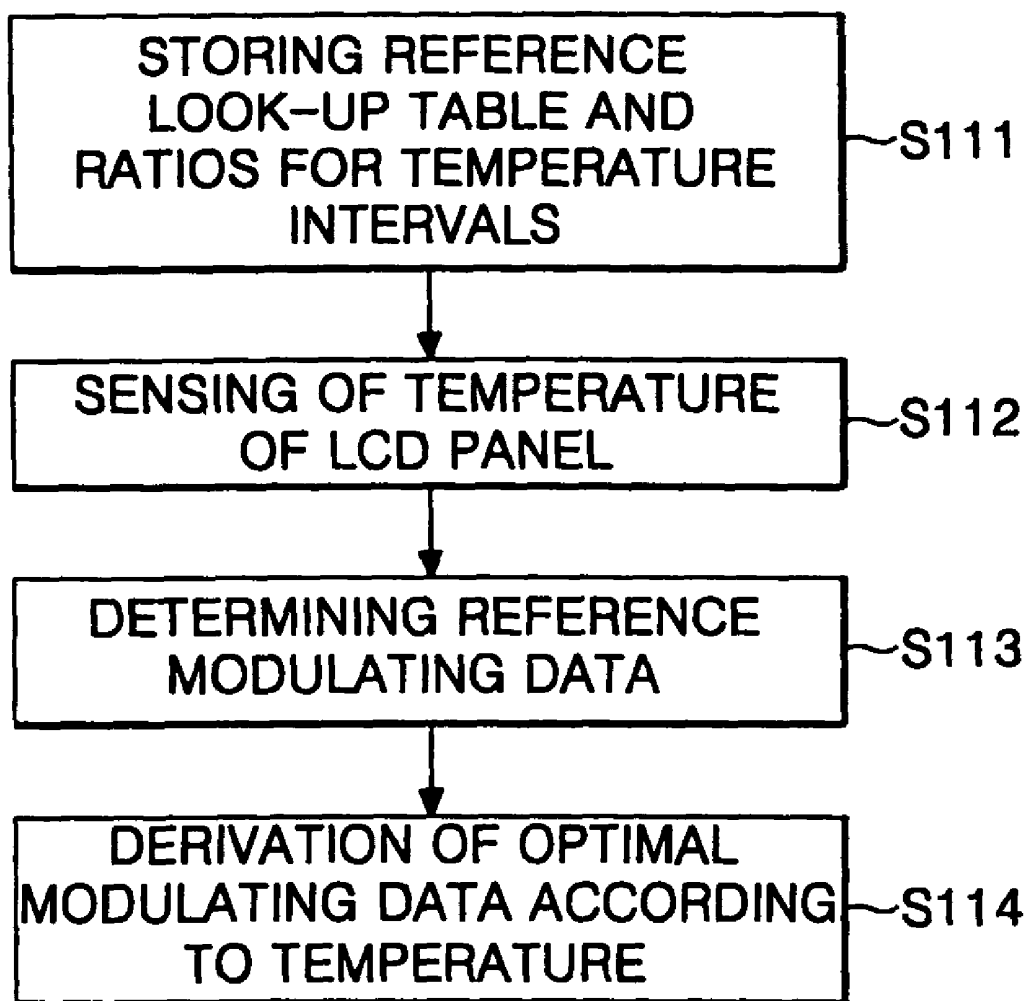 STORING REFERENCE
LOOK-UP TABLE AND
RATIOS FOR TEMPERATURE
INTERVALS
S111
SENSING OF TEMPERATURE
OF LCD PANEL
S112
DETERMINING REFERENCE
MODULATING DATA
S113
DERIVATION OF OPTIMAL
MODULATING DATA ACCORDING
TO TEMPERATURE
S114